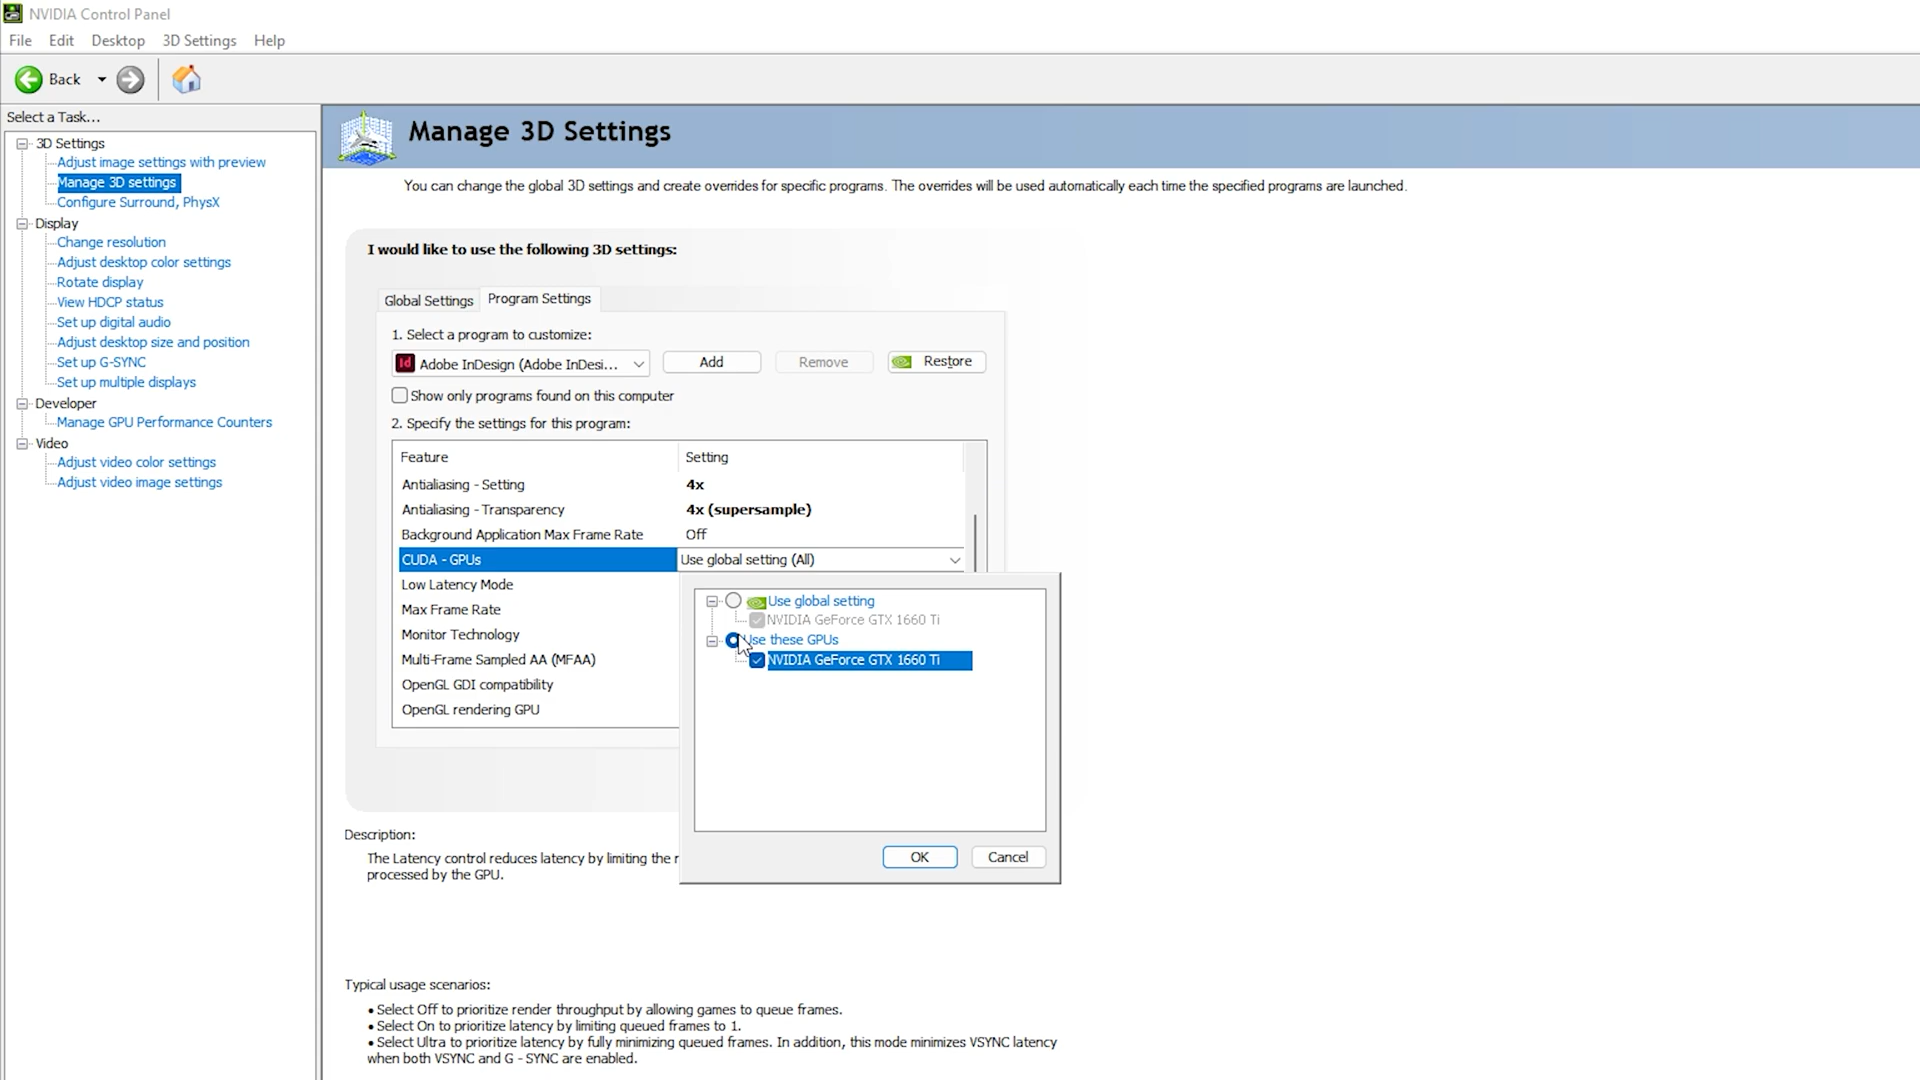 NVIDIA Control Panel
File Edit Desktop 3D Settings Help
Back
Select a Task...
3D Settings
Adjust image settings with preview
Manage 3D settings
Configure Surround, PhysX
Display
Change resolution
Adjust desktop color settings
Rotate display
View HDCP status
Set up digital audio
Adjust desktop size and position
Set up G-SYNC
Set up multiple displays
Developer
Manage GPU Performance Counters
Video
Adjust video color settings
Adjust video image settings
Manage 3D Settings
You can change the global 3D settings and create overrides for specific programs. The overrides will be used automatically each time the specified programs are launched.
I would like to use the following 3D settings:
Global Settings Program Settings
1. Select a program to customize:
Id Adobe InDesign (Adobe InDesi... Add Remove Restore
Show only programs found on this computer
2. Specify the settings for this program:
Feature Setting
Antialiasing - Setting 4x
Antialiasing - Transparency 4x (supersample)
Background Application Max Frame Rate Off
CUDA - GPUs Use global setting (All)
Low Latency Mode
Max Frame Rate
Monitor Technology
Multi-Frame Sampled AA (MFAA)
OpenGL GDI compatibility
OpenGL rendering GPU
Use global setting
NVIDIA GeForce GTX 1660 Ti
Use these GPUs
NVIDIA GeForce GTX 1660 Ti
OK Cancel
Description:
The Latency control reduces latency by limiting the
processed by the GPU.
Typical usage scenarios:
• Select Off to prioritize render throughput by allowing games to queue frames.
• Select On to prioritize latency by limiting queued frames to 1.
• Select Ultra to prioritize latency by fully minimizing queued frames. In addition, this mode minimizes VSYNC latency
when both VSYNC and G - SYNC are enabled.